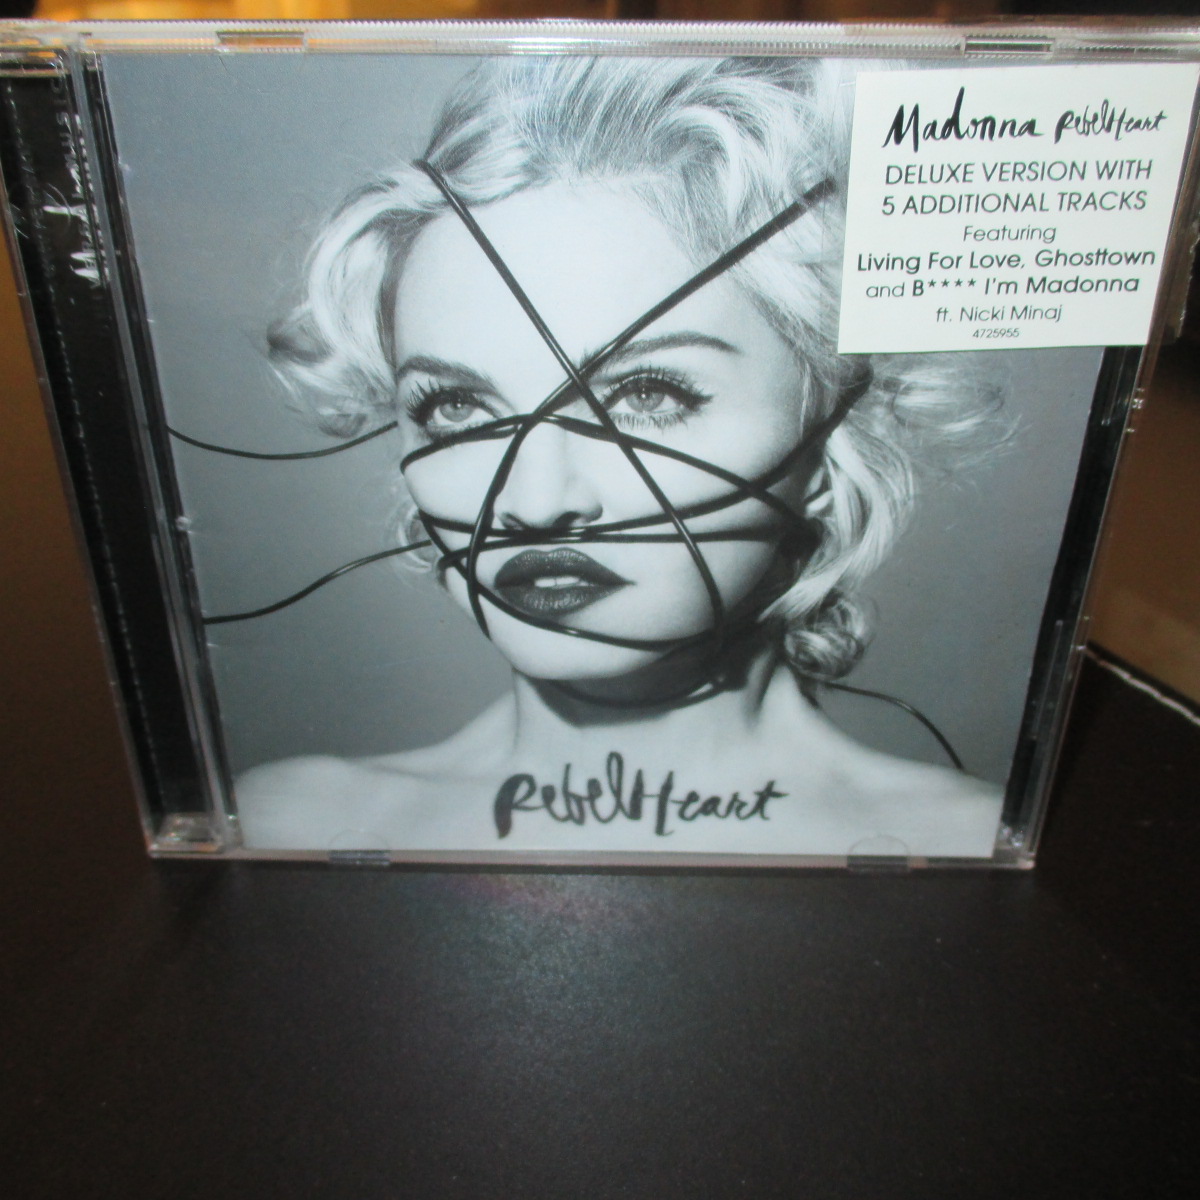 Madonna
Madonna RebelHeart
DELUXE VERSION WITH
5 ADDITIONAL TRACKS
Featuring
Living For Love, Ghosttown
and B**** I'm Madonna
ft. Nicki Minaj
4725955
RebelHeart